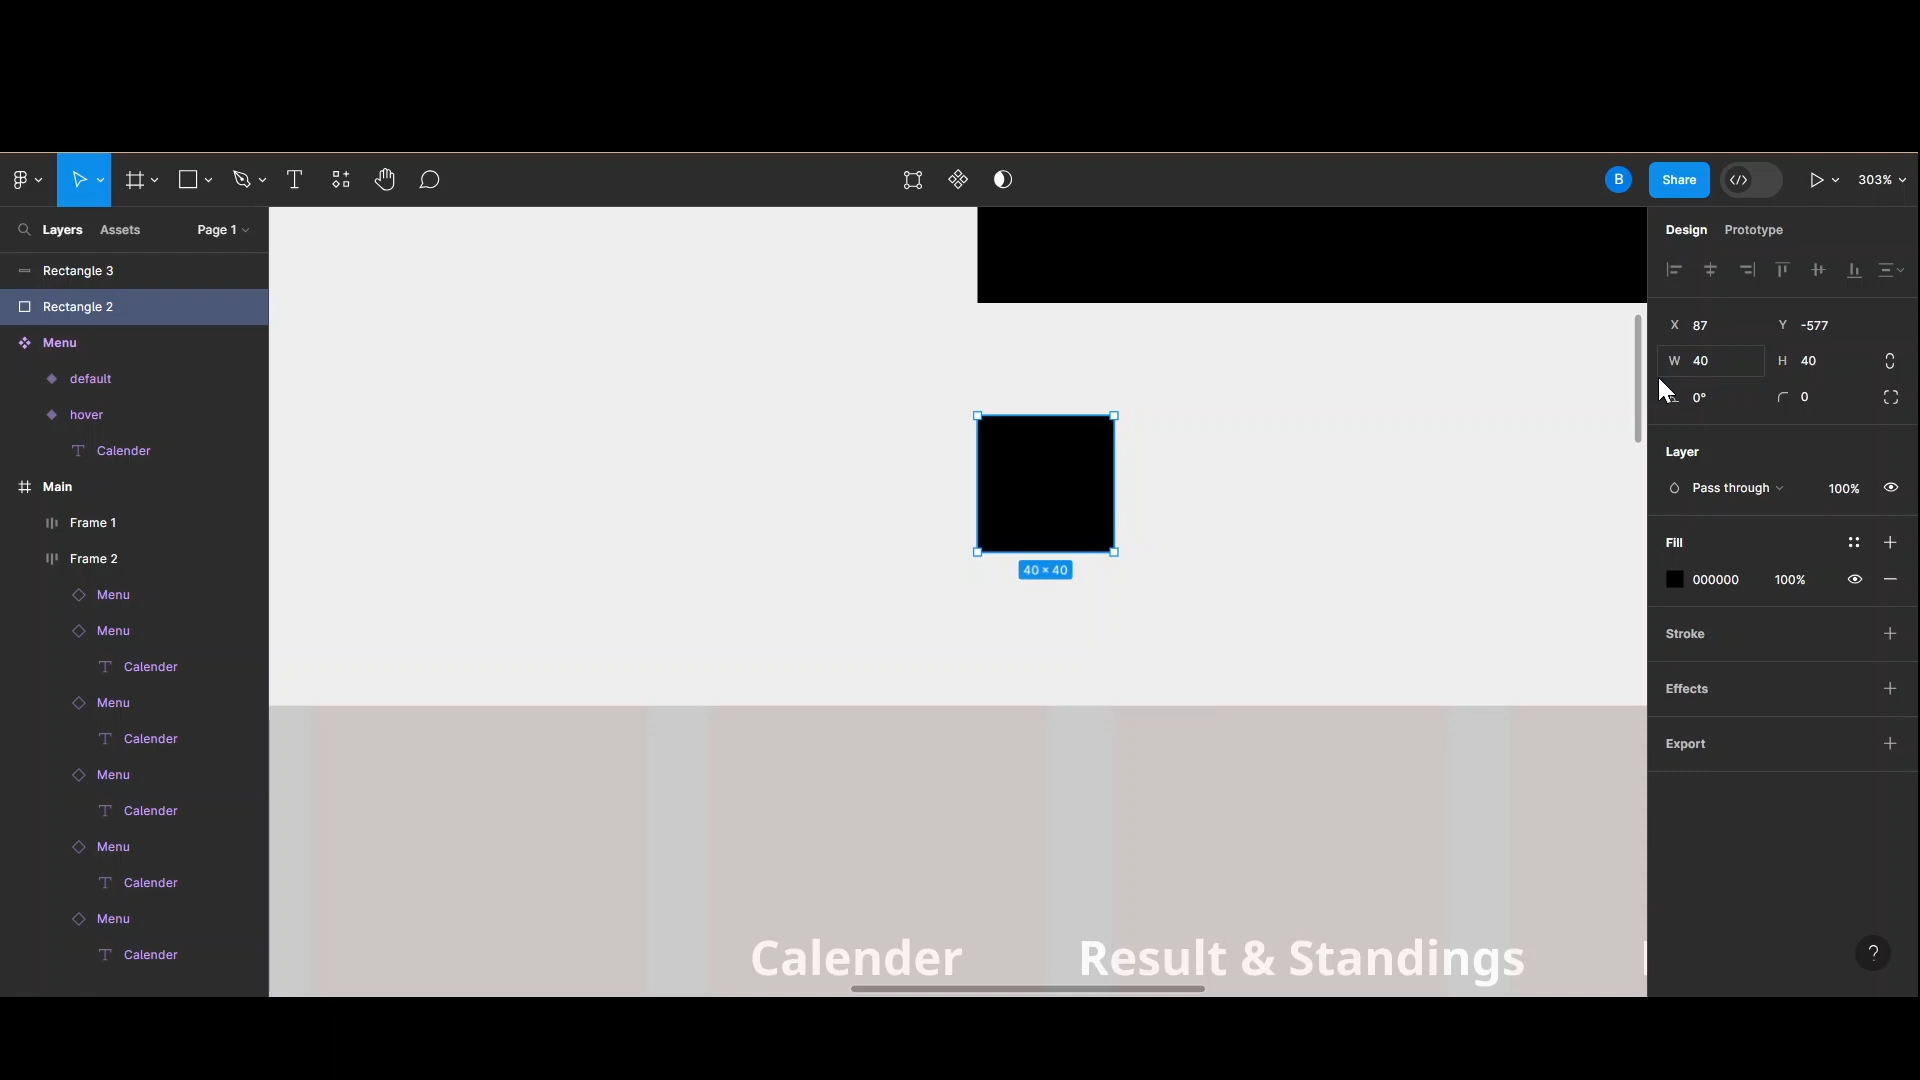 B
Share
303%
Layers
Assets
Page 1
Rectangle 3
Rectangle 2
Menu
default
hover
Calender
Main
Frame 1
Frame 2
Menu
Menu
Calender
Menu
Calender
Menu
Calender
Menu
Calender
Menu
Calender
40 × 40
Calender
Result & Standings
Design
Prototype
X 87
Y -577
W 40
H 40
0°
0
Layer
Pass through
100%
Fill
000000
100%
Stroke
Effects
Export
?